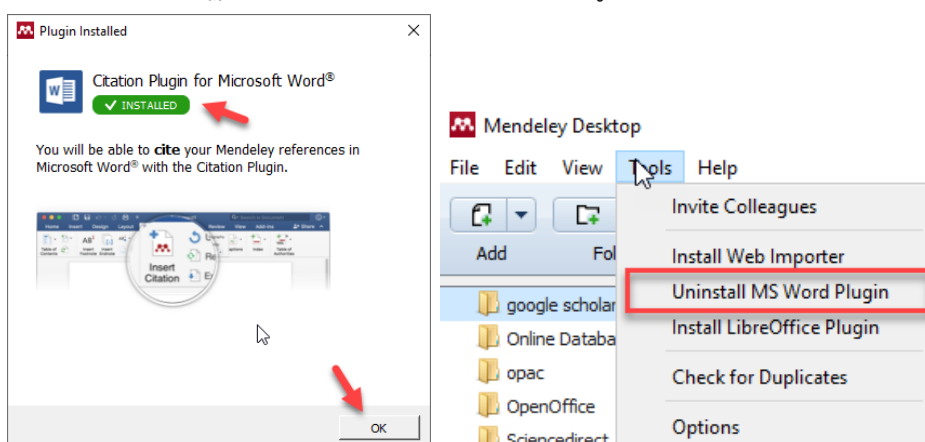 Plugin Installed
Citation Plugin for Microsoft Word®
INSTALLED
You will be able to cite your Mendeley references in
Microsoft Word® with the Citation Plugin.
Insert
Citation
OK
Mendeley Desktop
File Edit View Tools Help
Add Fol
Invite Colleagues
Install Web Importer
Uninstall MS Word Plugin
Install LibreOffice Plugin
Check for Duplicates
Options
google scholar
Online Databa
opac
OpenOffice
Sciencedirect